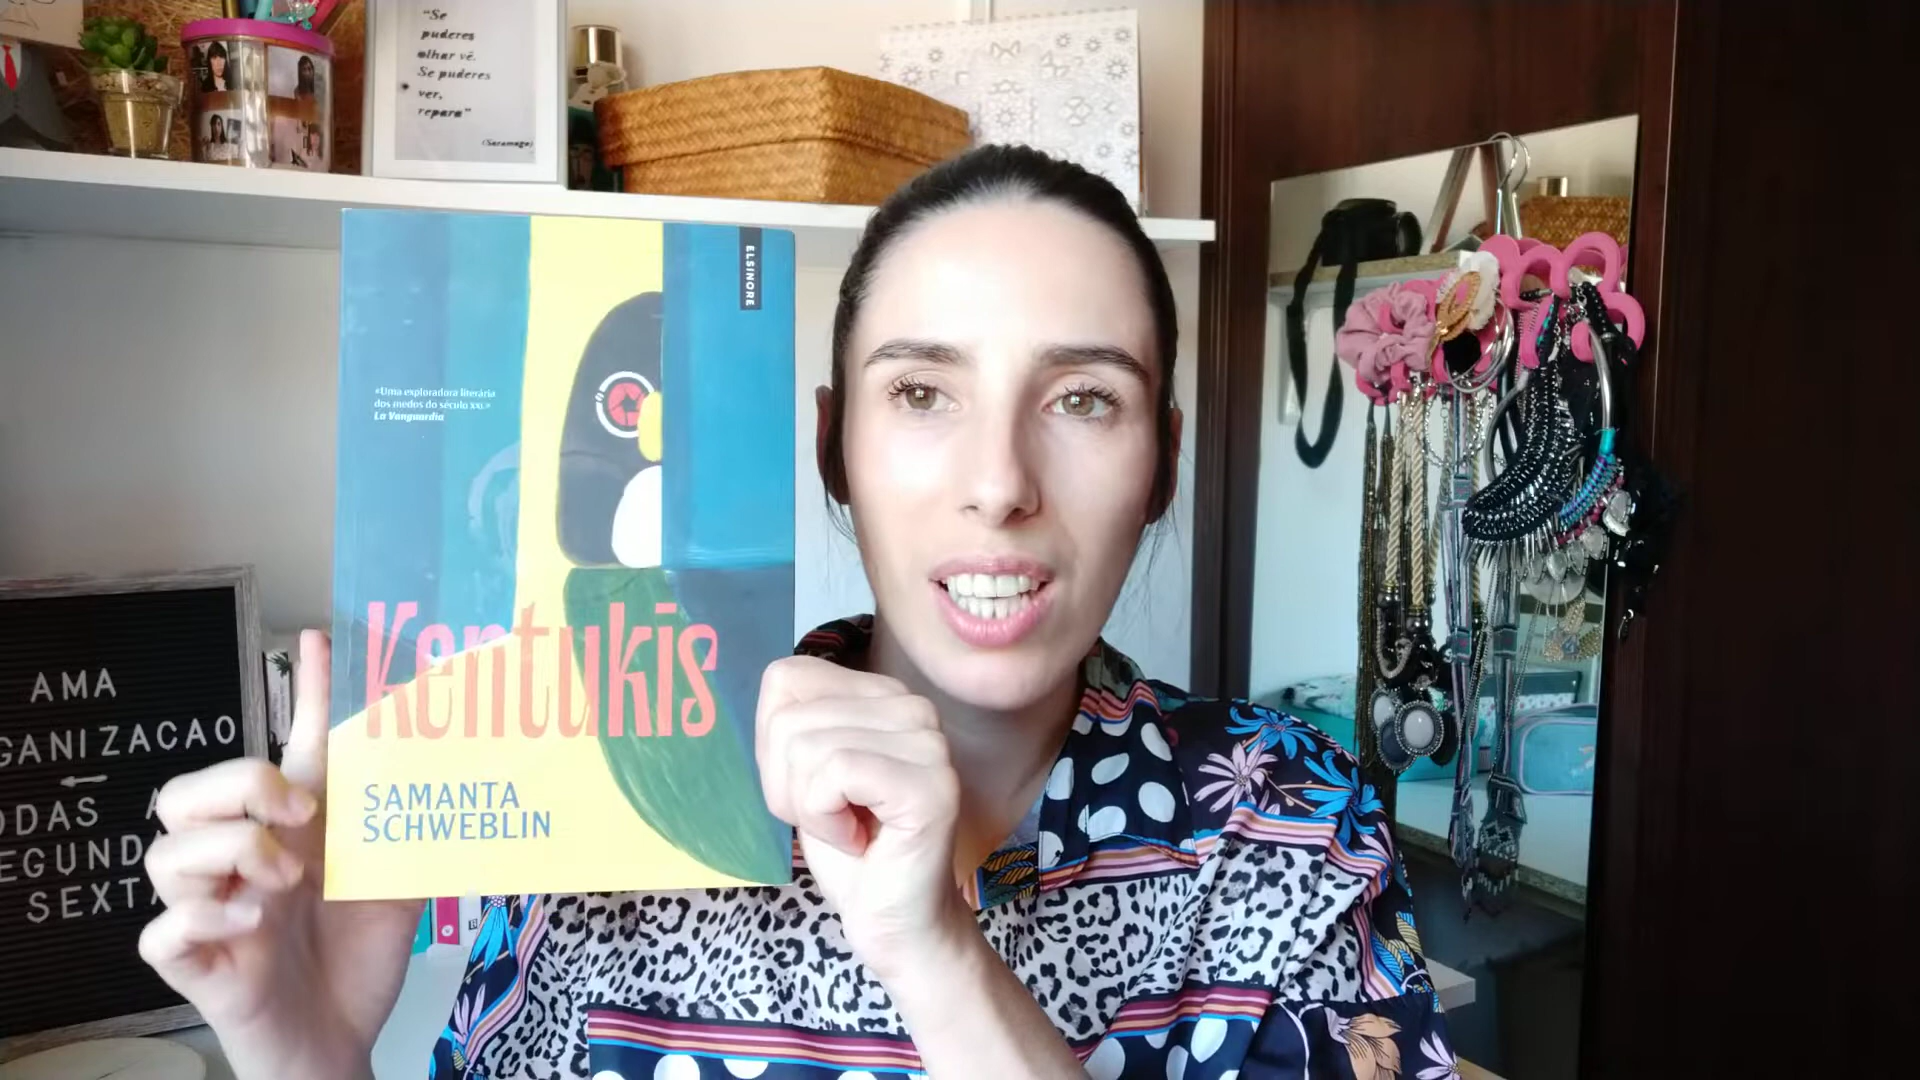 "Se
puderes
olhar vê.
Se puderes
ver,
repara"
(Saramago)
ELSINORE
«Uma exploradora literária
dos medos do século XXI.»
La Vanguardia
Kentukis
SAMANTA
SCHWEBLIN
AMA
GANIZACAO
ODAS A
EGUND
SEXTA